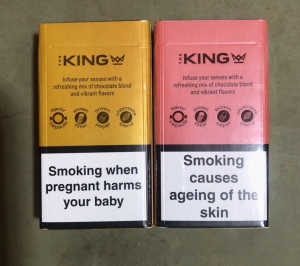 THE KING
Infuse your senses with a
refreshing mix of chocolate blend
and vibrant flavors
Smoking when
pregnant harms
your baby
THE KING
Infuse your senses with a
refreshing mix of chocolate blend
and vibrant flavors
Smoking
causes
ageing of the
skin